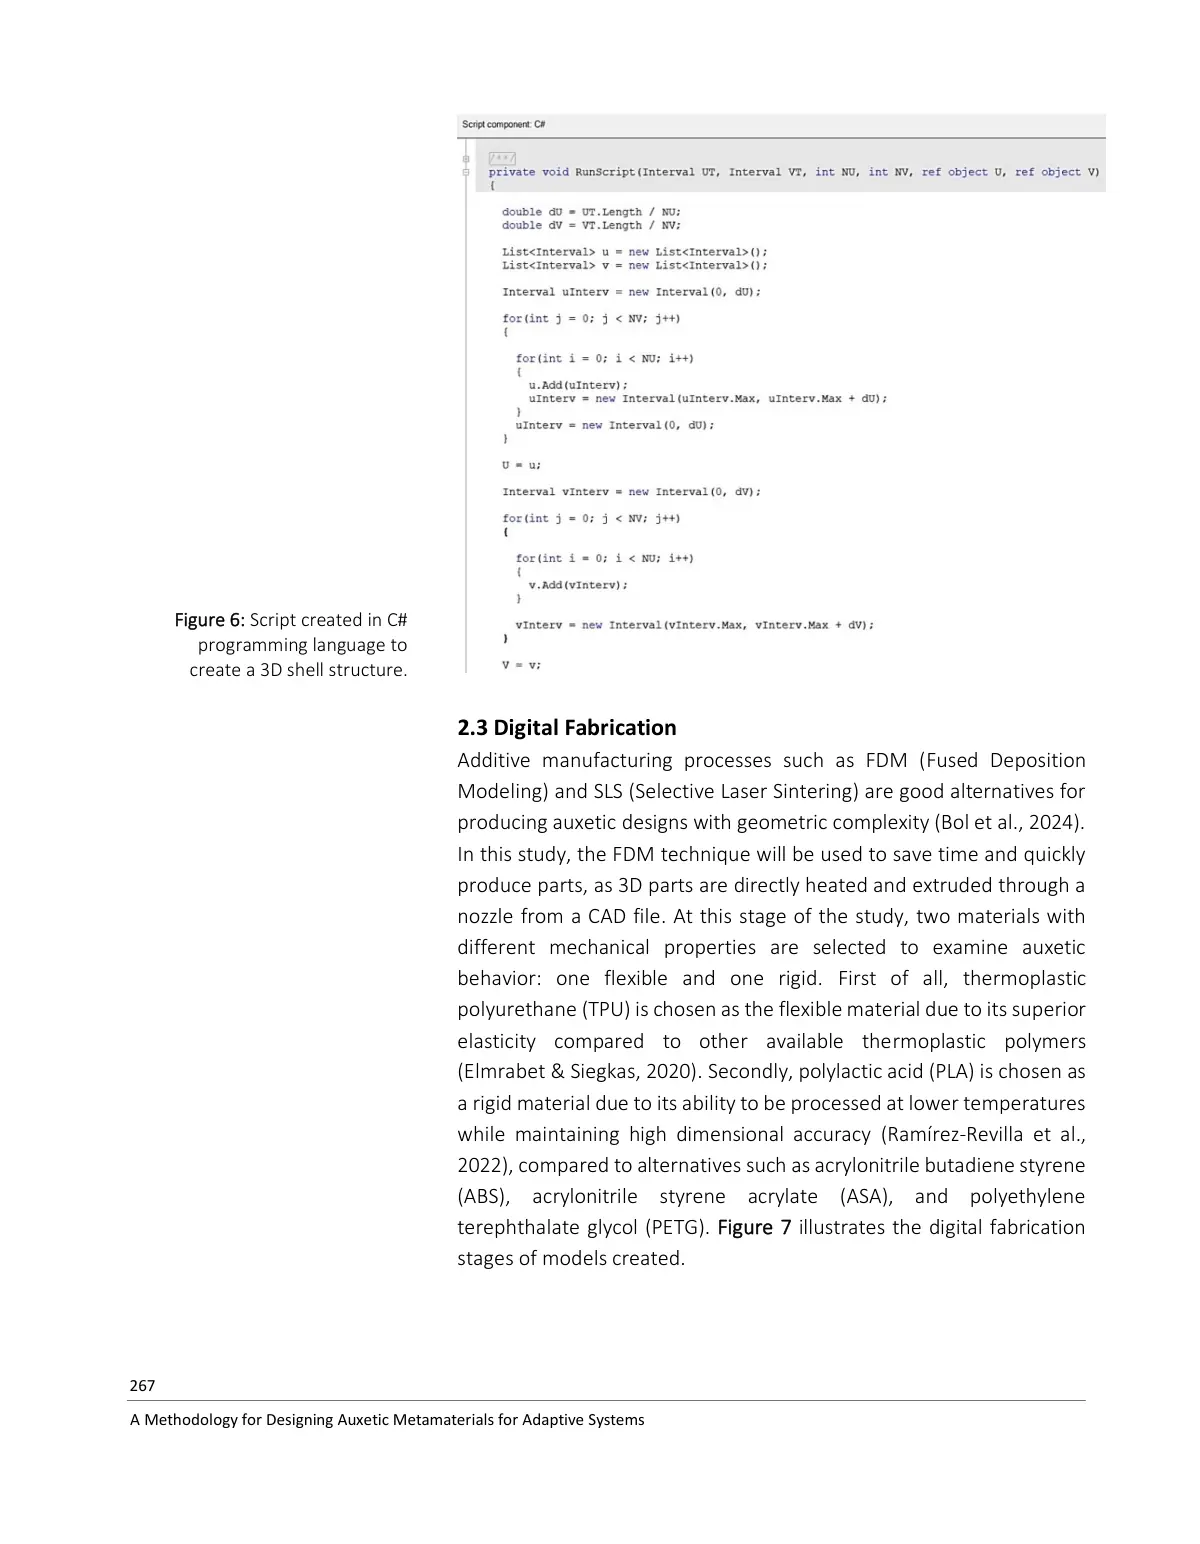 Script component: C#
/**/
private void RunScript(Interval UT, Interval VT, int NU, int NV, ref object U, ref object V)
{
double dU = UT.Length / NU;
double dV = VT.Length / NV;
List<Interval> u = new List<Interval>();
List<Interval> v = new List<Interval>();
Interval uInterv = new Interval(0, dU);
for(int j = 0; j < NV; j++)
{
for(int i = 0; i < NU; i++)
{
u.Add(uInterv);
uInterv = new Interval(uInterv.Max, uInterv.Max + dU);
}
uInterv = new Interval(0, dU);
}
U = u;
Interval vInterv = new Interval(0, dV);
for(int j = 0; j < NV; j++)
{
for(int i = 0; i < NU; i++)
{
v.Add(vInterv);
}
vInterv = new Interval(vInterv.Max, vInterv.Max + dV);
}
V = v;
Figure 6: Script created in C#
programming language to
create a 3D shell structure.
2.3 Digital Fabrication
Additive manufacturing processes such as FDM (Fused Deposition
Modeling) and SLS (Selective Laser Sintering) are good alternatives for
producing auxetic designs with geometric complexity (Bol et al., 2024).
In this study, the FDM technique will be used to save time and quickly
produce parts, as 3D parts are directly heated and extruded through a
nozzle from a CAD file. At this stage of the study, two materials with
different mechanical properties are selected to examine auxetic
behavior: one flexible and one rigid. First of all, thermoplastic
polyurethane (TPU) is chosen as the flexible material due to its superior
elasticity compared to other available thermoplastic polymers
(Elmrabet & Siegkas, 2020). Secondly, polylactic acid (PLA) is chosen as
a rigid material due to its ability to be processed at lower temperatures
while maintaining high dimensional accuracy (Ramírez-Revilla et al.,
2022), compared to alternatives such as acrylonitrile butadiene styrene
(ABS), acrylonitrile styrene acrylate (ASA), and polyethylene
terephthalate glycol (PETG). Figure 7 illustrates the digital fabrication
stages of models created.
267
A Methodology for Designing Auxetic Metamaterials for Adaptive Systems